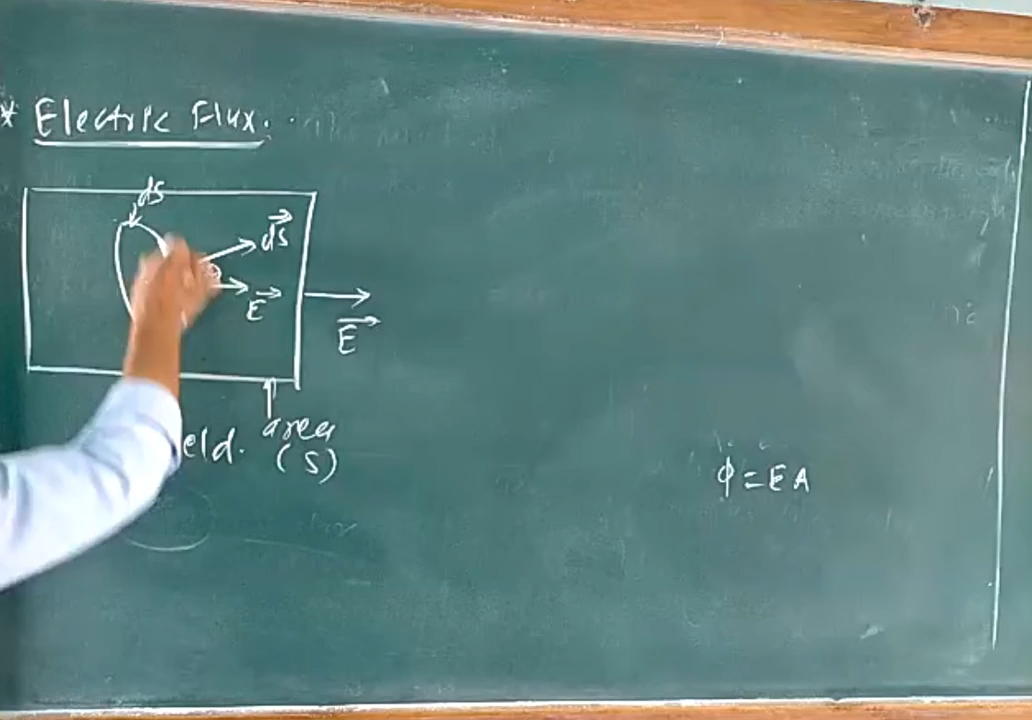 * Electric Flux.
ds
→ds
→E
→E
eld. area
(S)
ϕ = EA